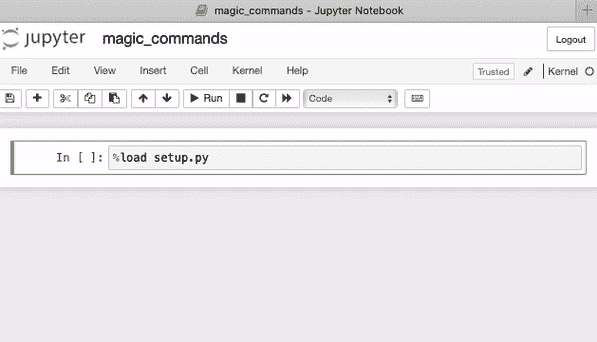 magic_commands - Jupyter Notebook
jupyter magic_commands
Logout
File Edit View Insert Cell Kernel Help
Trusted Kernel
Run Code
In [ ]: %load setup.py